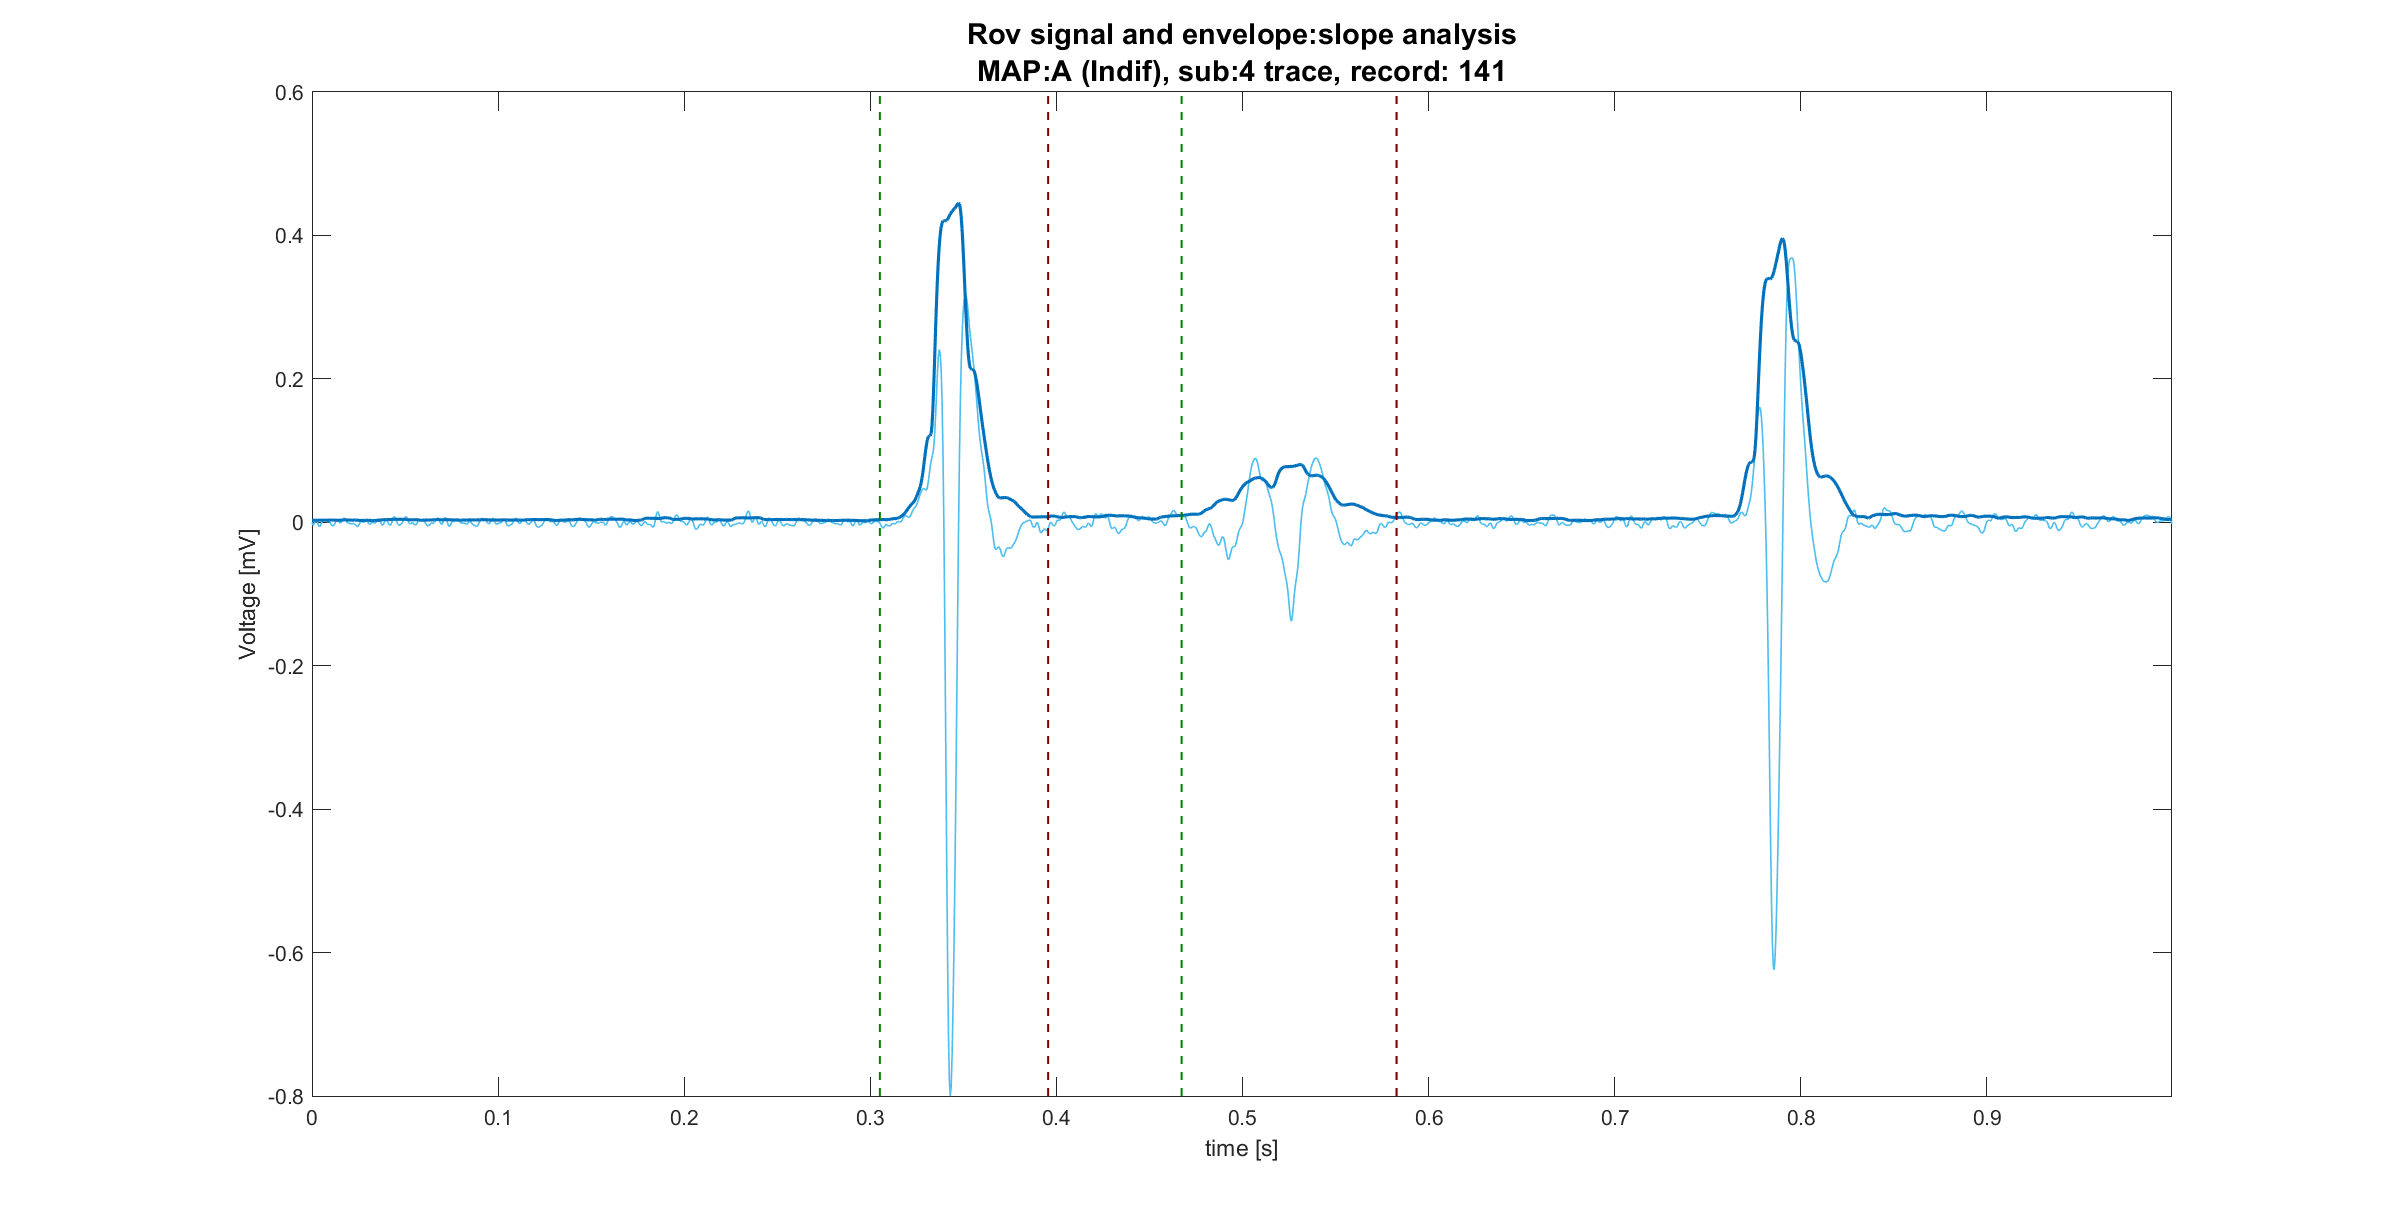 Rov signal and envelope:slope analysis
MAP:A (Indif), sub:4 trace, record: 141
0.6
0.4
0.2
0
-0.2
-0.4
-0.6
-0.8
Voltage [mV]
0 0.1 0.2 0.3 0.4 0.5 0.6 0.7 0.8 0.9
time [s]